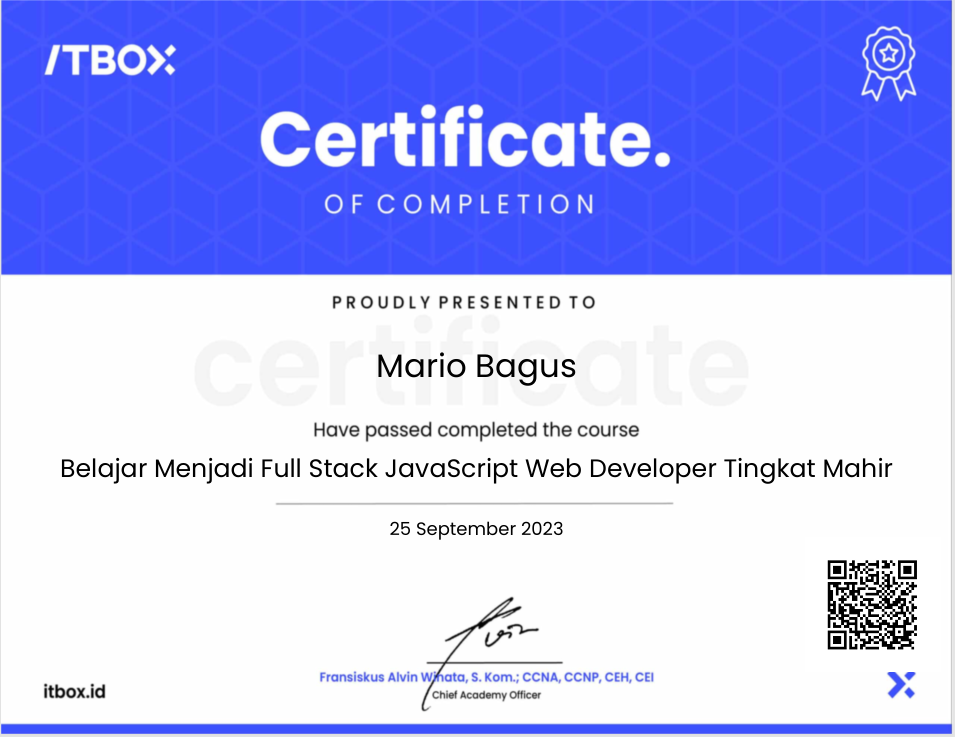 ITBOX
Certificate.
OF COMPLETION
PROUDLY PRESENTED TO
certificate
Mario Bagus
Have passed completed the course
Belajar Menjadi Full Stack JavaScript Web Developer Tingkat Mahir
25 September 2023
Fransiskus Alvin Winata, S. Kom.; CCNA, CCNP, CEH, CEI
Chief Academy Officer
itbox.id